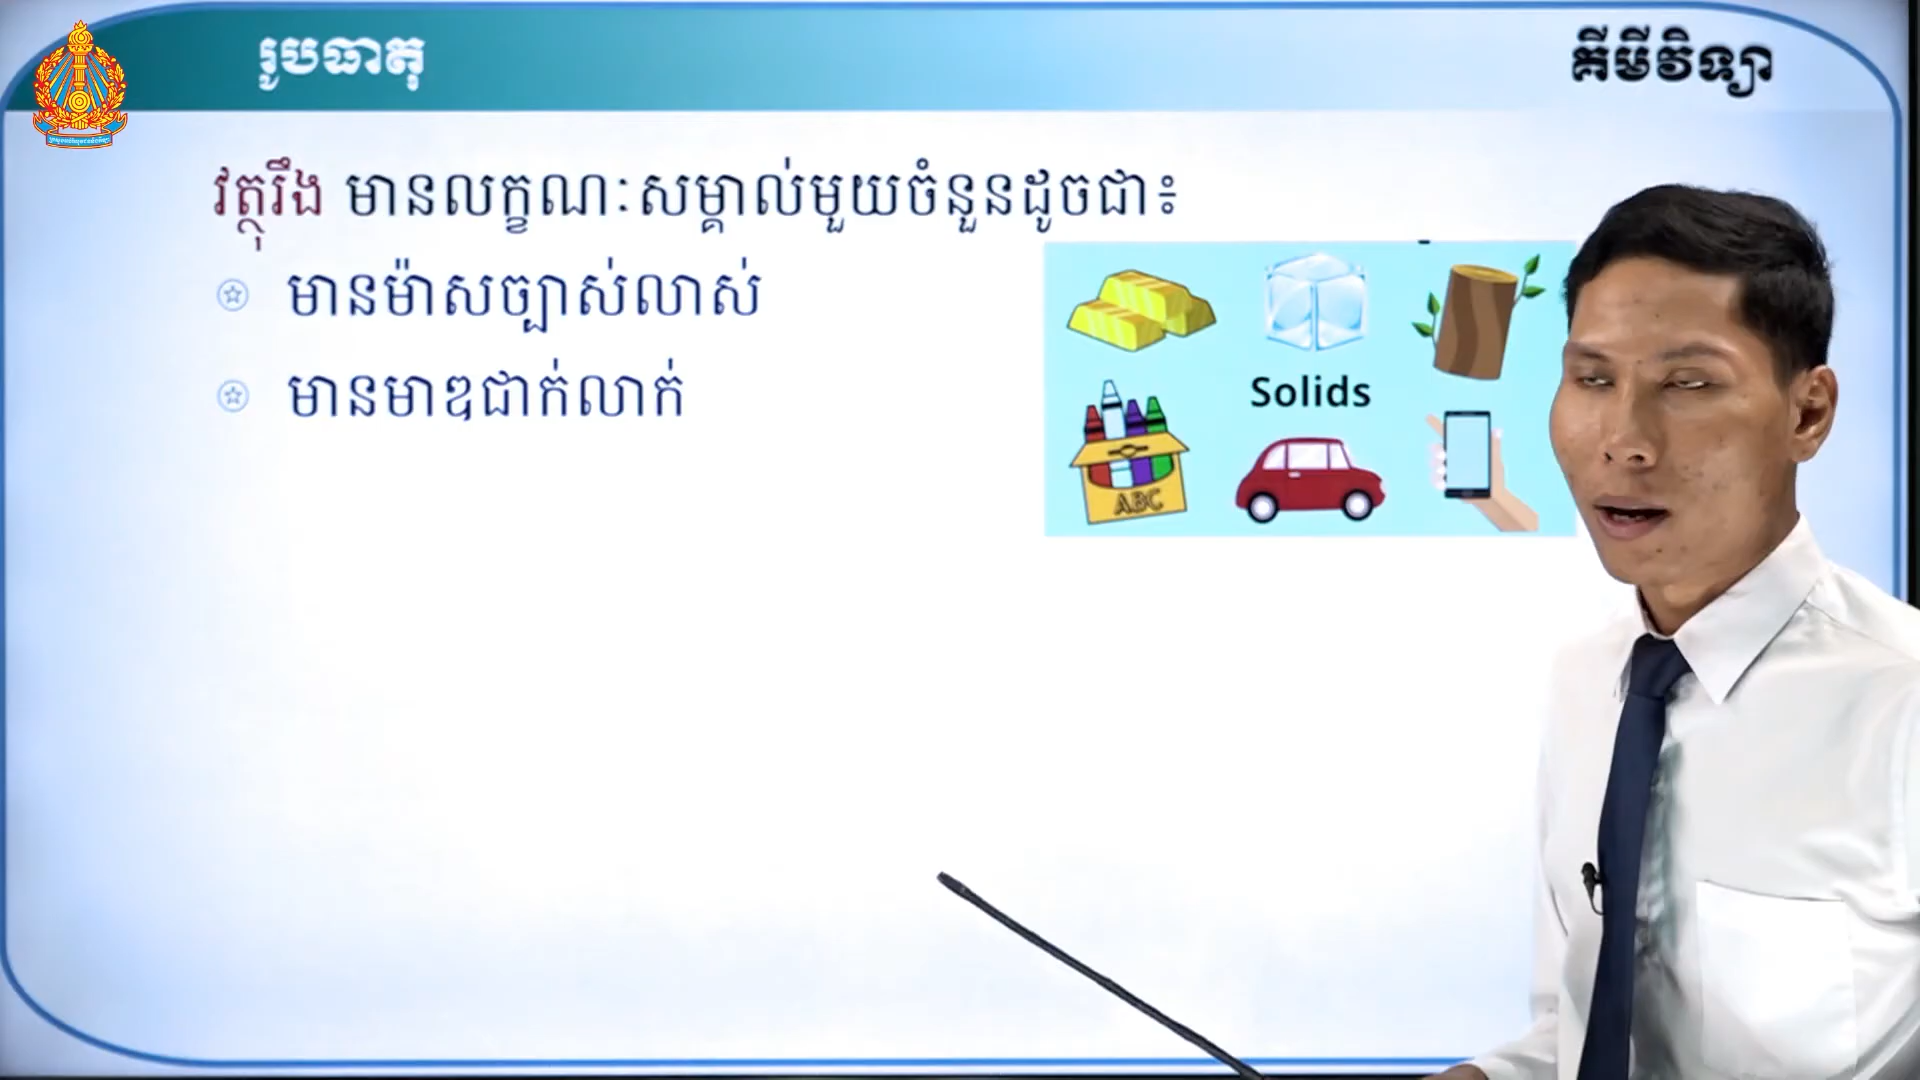 រូបធាតុ
គីមីវិទ្យា
វត្ថុរឹង មានលក្ខណៈសម្គាល់មួយចំនួនដូចជា៖
មានម៉ាសច្បាស់លាស់
មានមាឌជាក់លាក់
Solids
ABC